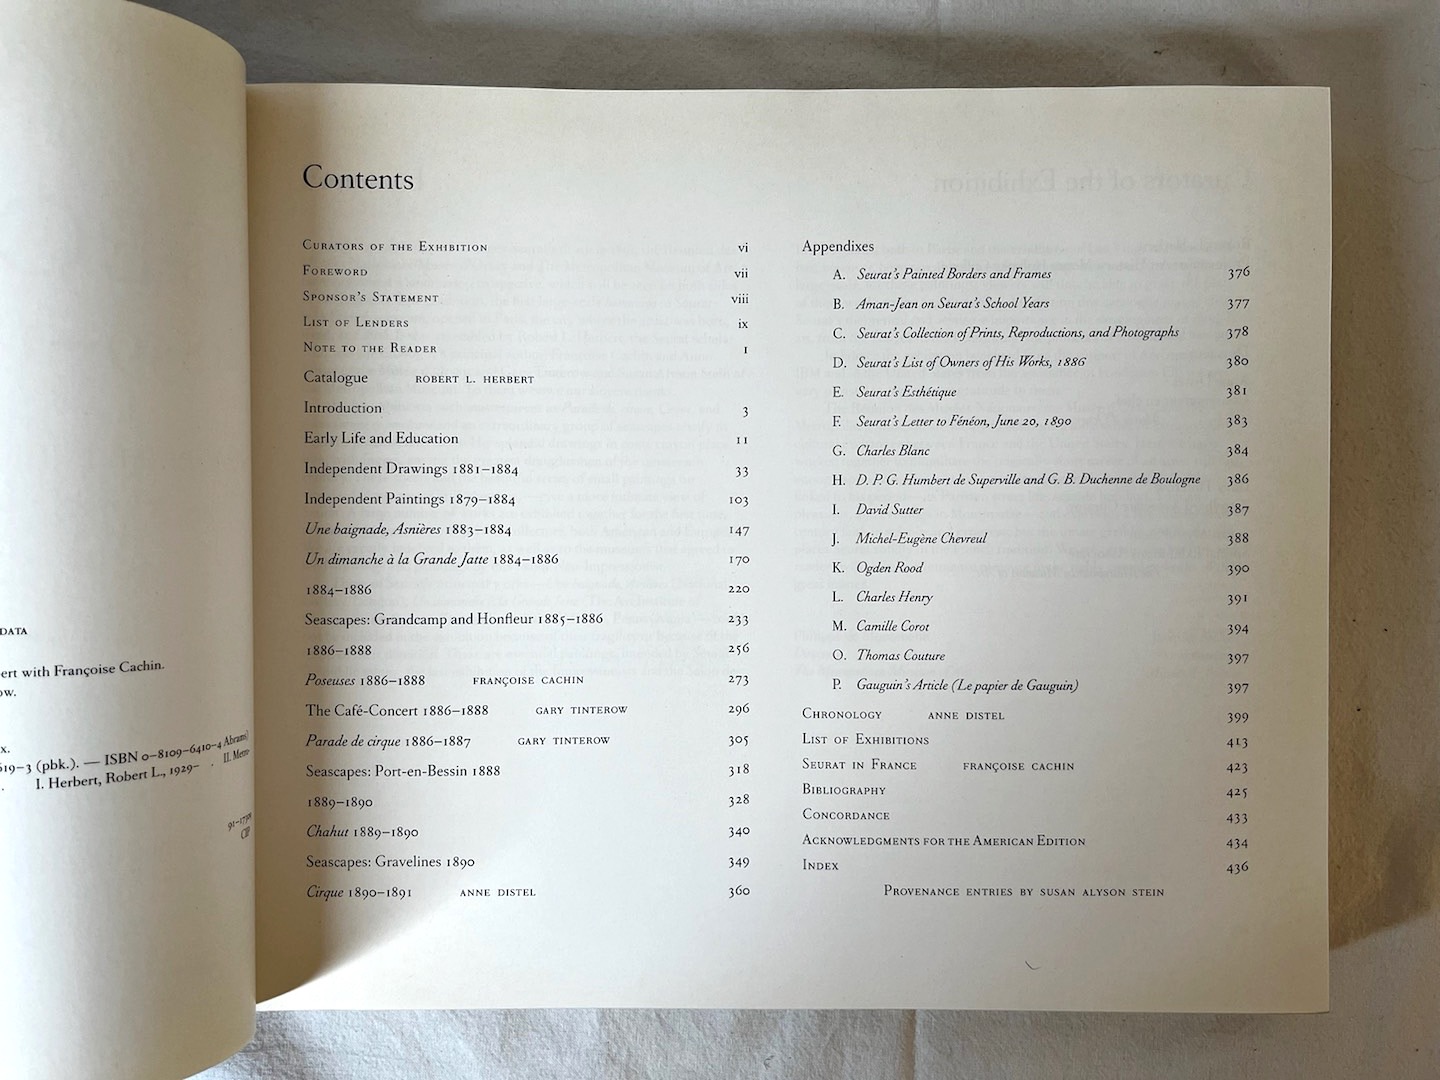 DATA
ert with Françoise Cachin.
ow.
x.
619–3 (pbk.). — ISBN 0–8109–6410–4 Abrams)
I. Herbert, Robert L., 1929– . II. Metro-
91–17308
CIP
Contents
Curators of the Exhibition vi
Foreword vii
Sponsor's Statement viii
List of Lenders ix
Note to the Reader 1
Catalogue ROBERT L. HERBERT
Introduction 3
Early Life and Education 11
Independent Drawings 1881–1884 33
Independent Paintings 1879–1884 103
Une baignade, Asnières 1883–1884 147
Un dimanche à la Grande Jatte 1884–1886 170
1884–1886 220
Seascapes: Grandcamp and Honfleur 1885–1886 233
1886–1888 256
Poseuses 1886–1888 FRANÇOISE CACHIN 273
The Café-Concert 1886–1888 GARY TINTEROW 296
Parade de cirque 1886–1887 GARY TINTEROW 305
Seascapes: Port-en-Bessin 1888 318
1889–1890 328
Chahut 1889–1890 340
Seascapes: Gravelines 1890 349
Cirque 1890–1891 ANNE DISTEL 360
Appendixes
A. Seurat's Painted Borders and Frames 376
B. Aman-Jean on Seurat's School Years 377
C. Seurat's Collection of Prints, Reproductions, and Photographs 378
D. Seurat's List of Owners of His Works, 1886 380
E. Seurat's Esthétique 381
F. Seurat's Letter to Fénéon, June 20, 1890 383
G. Charles Blanc 384
H. D. P. G. Humbert de Superville and G. B. Duchenne de Boulogne 386
I. David Sutter 387
J. Michel-Eugène Chevreul 388
K. Ogden Rood 390
L. Charles Henry 391
M. Camille Corot 394
O. Thomas Couture 397
P. Gauguin's Article (Le papier de Gauguin) 397
Chronology ANNE DISTEL 399
List of Exhibitions 413
Seurat in France FRANÇOISE CACHIN 423
Bibliography 425
Concordance 433
Acknowledgments for the American Edition 434
Index 436
Provenance entries by SUSAN ALYSON STEIN